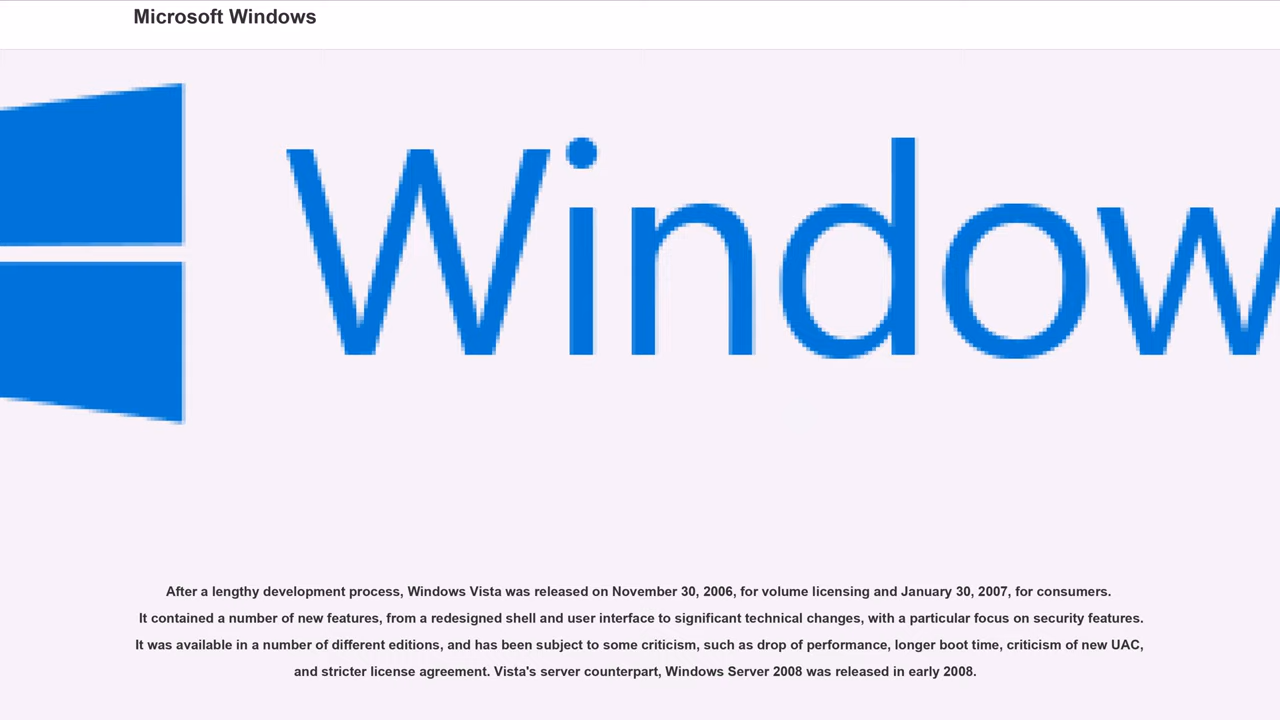 Microsoft Windows
Window
After a lengthy development process, Windows Vista was released on November 30, 2006, for volume licensing and January 30, 2007, for consumers.
It contained a number of new features, from a redesigned shell and user interface to significant technical changes, with a particular focus on security features.
It was available in a number of different editions, and has been subject to some criticism, such as drop of performance, longer boot time, criticism of new UAC,
and stricter license agreement. Vista's server counterpart, Windows Server 2008 was released in early 2008.